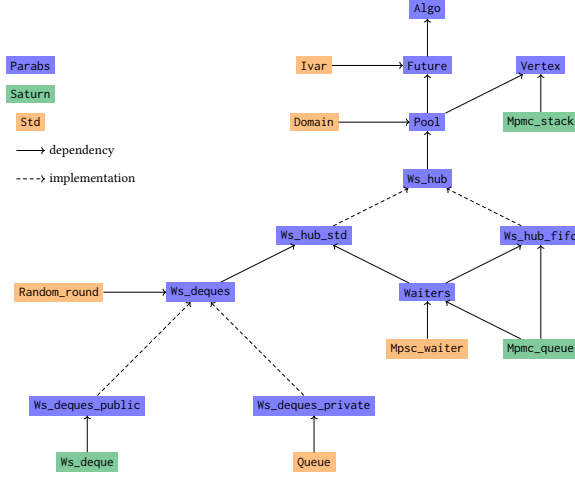 Algo
Parabs
Ivar
Future
Vertex
Saturn
Std
Domain
Pool
Mpmc_stack
dependency
implementation
Ws_hub
Ws_hub_std
Ws_hub_fifo
Random_round
Ws_deques
Waiters
Mpsc_waiter
Mpmc_queue
Ws_deques_public
Ws_deques_private
Ws_deque
Queue